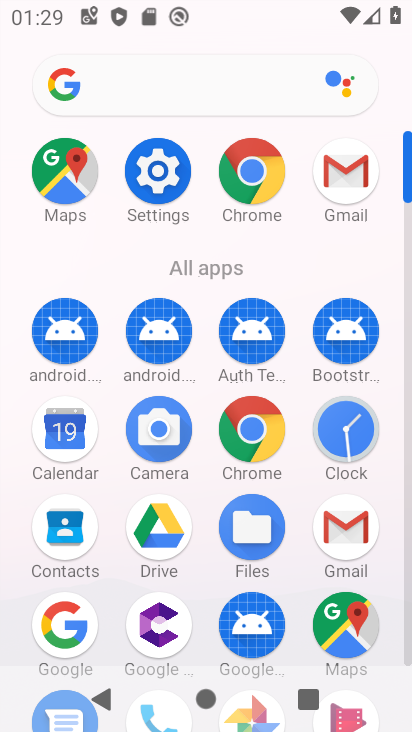 01:29
Maps Settings Chrome Gmail
All apps
android.... android.... Auth Te... Bootstr...
19
Calendar Camera Chrome Clock
Contacts Drive Files Gmail
Google Google ... Google... Maps